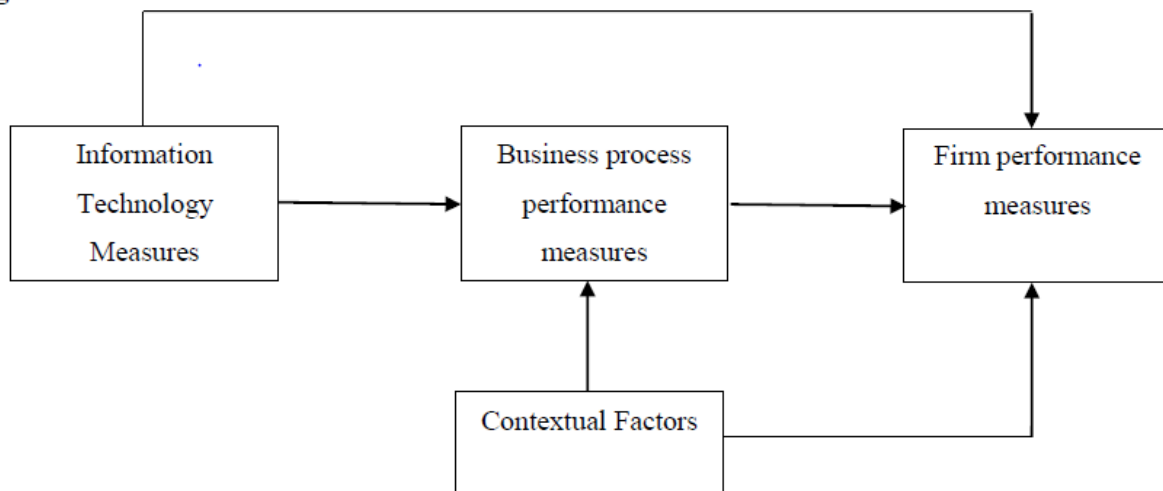 Information
Technology
Measures
Business process
performance
measures
Firm performance
measures
Contextual Factors